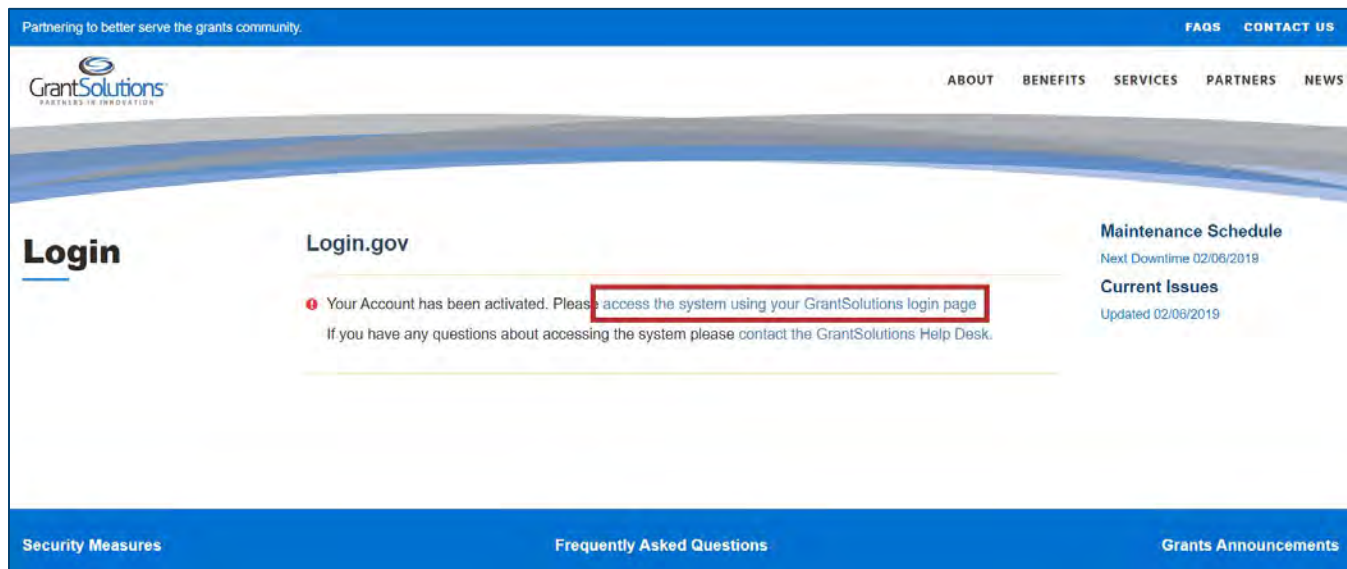 Partnering to better serve the grants community.
FAQS CONTACT US
GrantSolutions
PARTNERS IN INNOVATION
ABOUT BENEFITS SERVICES PARTNERS NEWS
Login
Login.gov
Your Account has been activated. Please access the system using your GrantSolutions login page
If you have any questions about accessing the system please contact the GrantSolutions Help Desk.
Maintenance Schedule
Next Downtime 02/06/2019
Current Issues
Updated 02/06/2019
Security Measures
Frequently Asked Questions
Grants Announcements